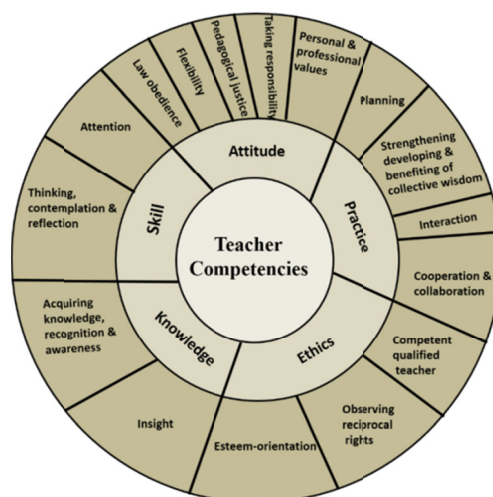 Teacher
Competencies
Attitude
Practice
Ethics
Knowledge
Skill
Law obedience
Flexibility
Pedagogical justice
Taking responsibility
Personal &
professional
values
Planning
Strengthening
developing &
benefiting of
collective wisdom
Interaction
Cooperation &
collaboration
Competent
qualified
teacher
Observing
reciprocal
rights
Esteem-orientation
Insight
Acquiring
knowledge,
recognition &
awareness
Thinking,
contemplation &
reflection
Attention